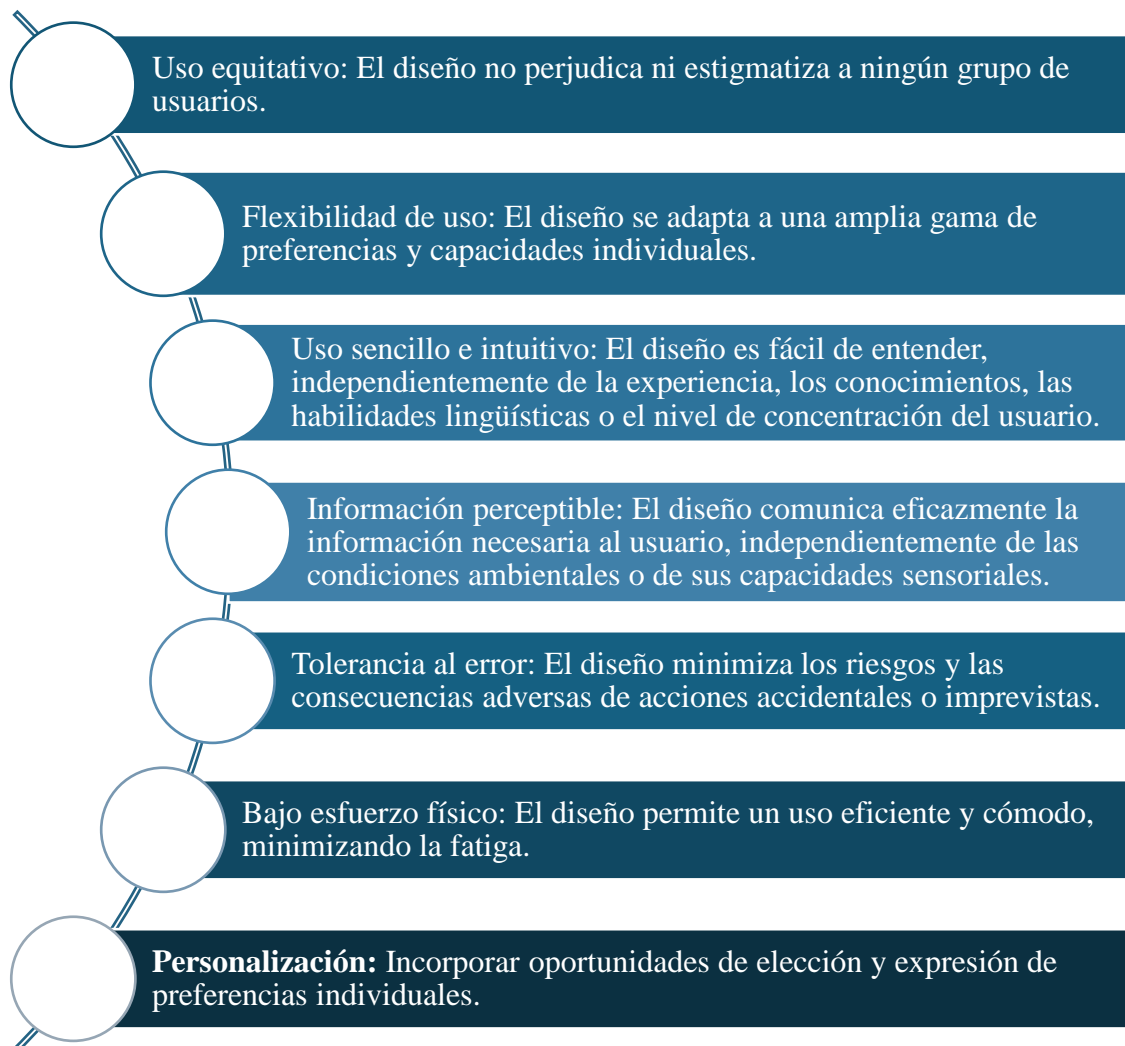 Uso equitativo: El diseño no perjudica ni estigmatiza a ningún grupo de
usuarios.
Flexibilidad de uso: El diseño se adapta a una amplia gama de
preferencias y capacidades individuales.
Uso sencillo e intuitivo: El diseño es fácil de entender,
independientemente de la experiencia, los conocimientos, las
habilidades lingüísticas o el nivel de concentración del usuario.
Información perceptible: El diseño comunica eficazmente la
información necesaria al usuario, independientemente de las
condiciones ambientales o de sus capacidades sensoriales.
Tolerancia al error: El diseño minimiza los riesgos y las
consecuencias adversas de acciones accidentales o imprevistas.
Bajo esfuerzo físico: El diseño permite un uso eficiente y cómodo,
minimizando la fatiga.
Personalización: Incorporar oportunidades de elección y expresión de
preferencias individuales.